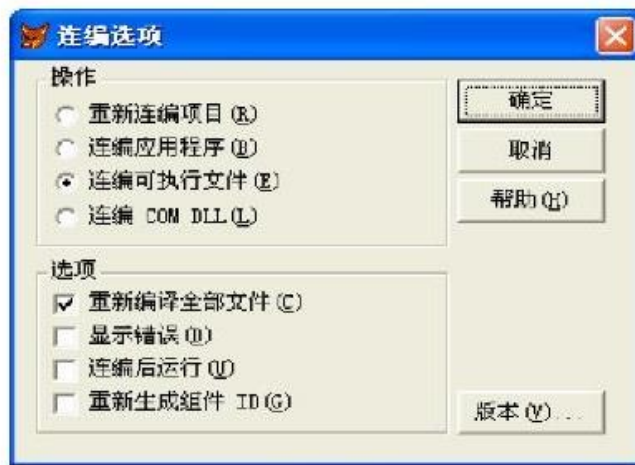 连编选项
操作
重新连编项目(R)
连编应用程序(B)
连编可执行文件(E)
连编 COM DLL(L)
确定
取消
帮助(H)
选项
重新编译全部文件(C)
显示错误(D)
连编后运行(U)
重新生成组件 ID(G)
版本(V)...